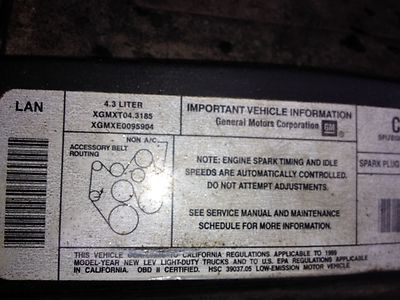 LAN
4.3 LITER
XGMXT04.3185
XGMXE0095904
IMPORTANT VEHICLE INFORMATION
General Motors Corporation GM
C
NON A/C
ACCESSORY BELT
ROUTING
NOTE: ENGINE SPARK TIMING AND IDLE
SPEEDS ARE AUTOMATICALLY CONTROLLED.
DO NOT ATTEMPT ADJUSTMENTS.
SPARK PLUG
SEE SERVICE MANUAL AND MAINTENANCE
SCHEDULE FOR MORE INFORMATION.
THIS VEHICLE TO CALIFORNIA REGULATIONS APPLICABLE TO 1999
MODEL-YEAR NEW LEV LIGHT-DUTY TRUCKS AND TO U.S. EPA REGULATIONS APPLICABLE
IN CALIFORNIA. OBD II CERTIFIED. HSC 39037.05 LOW-EMISSION MOTOR VEHICLE